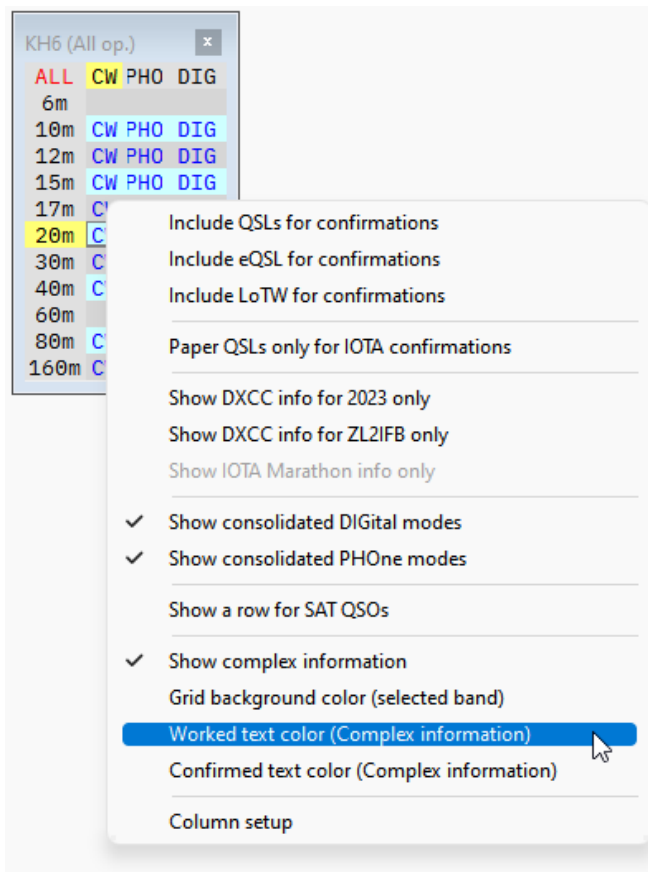 KH6 (All op.) x
ALL CW PHO DIG
6m
10m CW PHO DIG
12m CW PHO DIG
15m CW PHO DIG
17m
20m
30m
40m
60m
80m
160m
Include QSLs for confirmations
Include eQSL for confirmations
Include LoTW for confirmations
Paper QSLs only for IOTA confirmations
Show DXCC info for 2023 only
Show DXCC info for ZL2IFB only
Show IOTA Marathon info only
Show consolidated DIGital modes
Show consolidated PHOne modes
Show a row for SAT QSOs
Show complex information
Grid background color (selected band)
Worked text color (Complex information)
Confirmed text color (Complex information)
Column setup